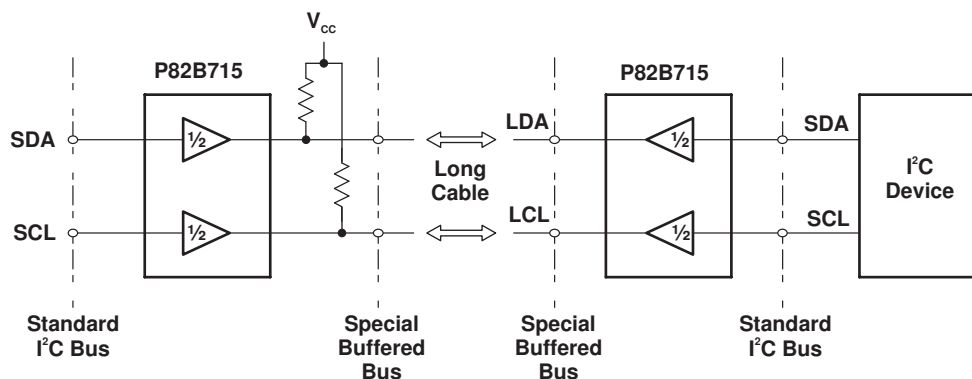 V_CC
P82B715
P82B715
SDA
½
LDA
½
SDA
Long
Cable
I²C
Device
SCL
½
LCL
½
SCL
Standard
I²C Bus
Special
Buffered
Bus
Special
Buffered
Bus
Standard
I²C Bus